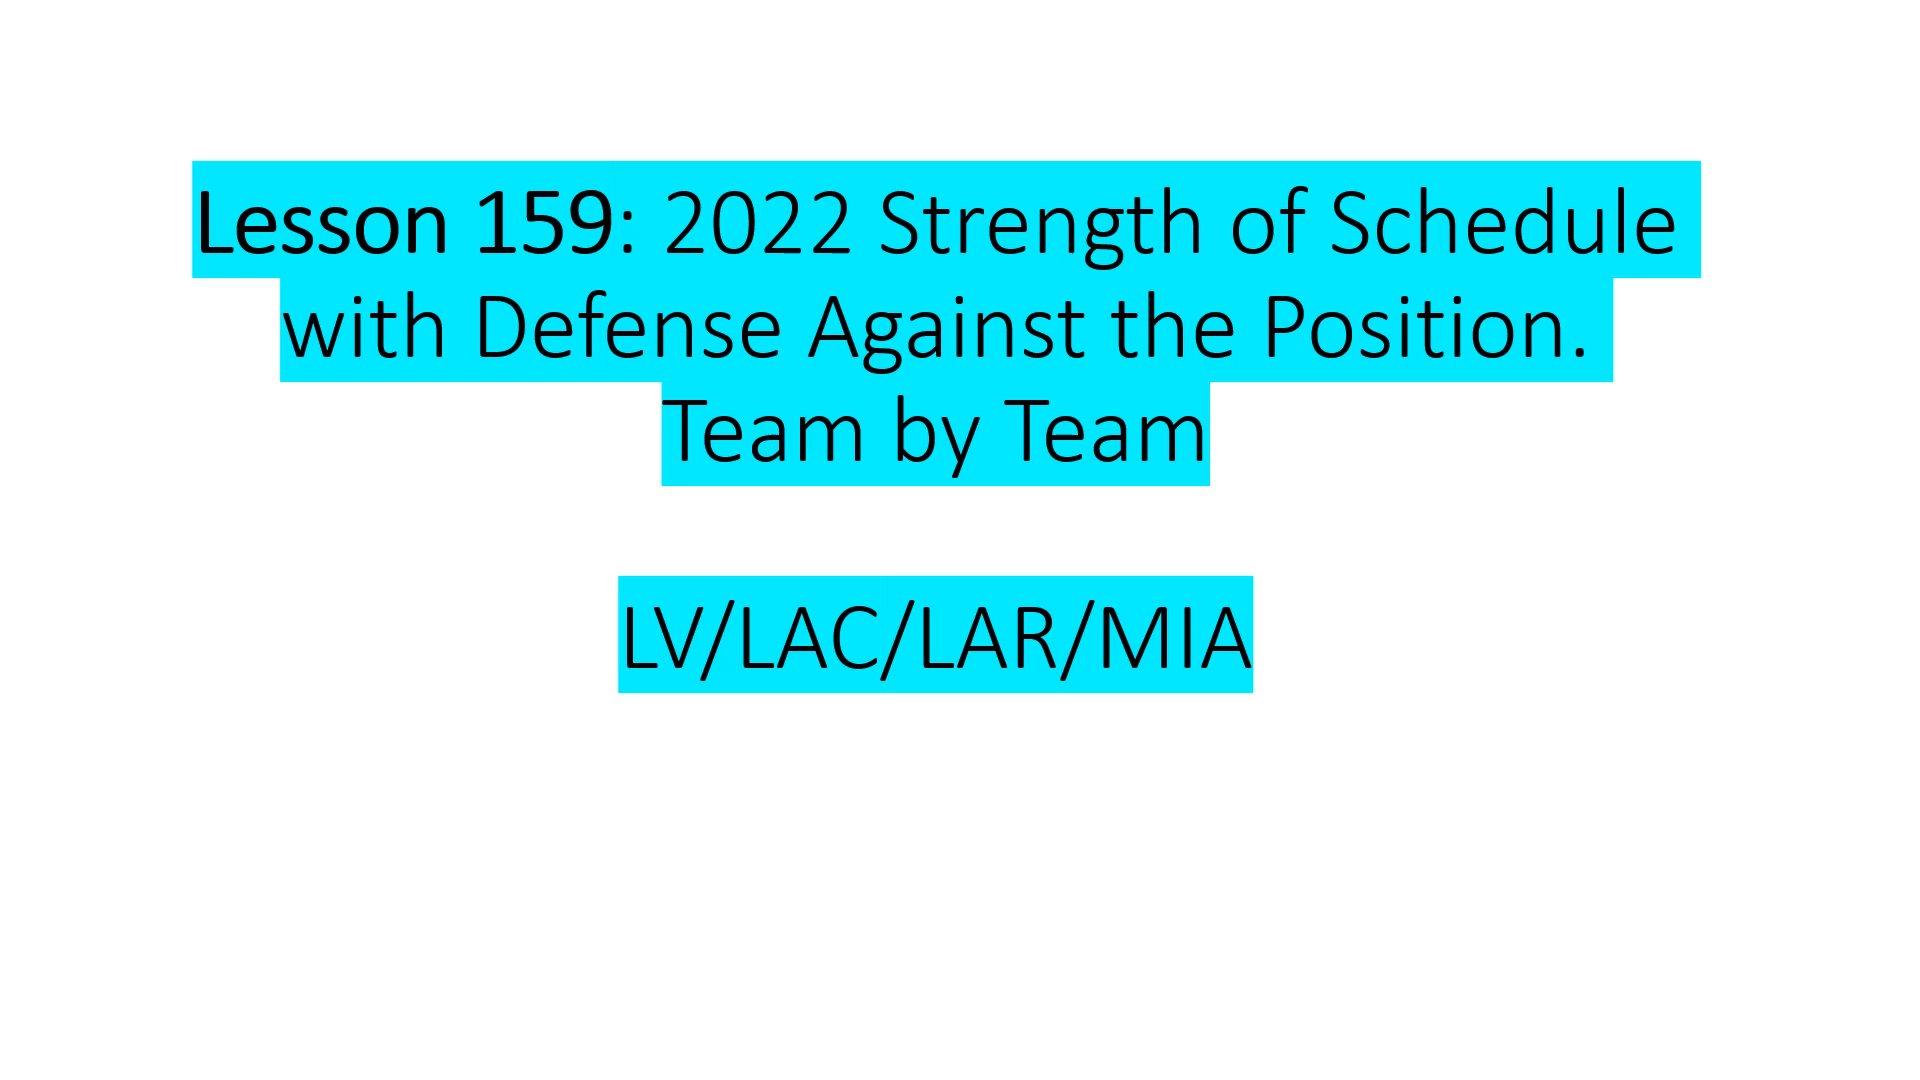 Lesson 159: 2022 Strength of Schedule
with Defense Against the Position.
Team by Team
LV/LAC/LAR/MIA